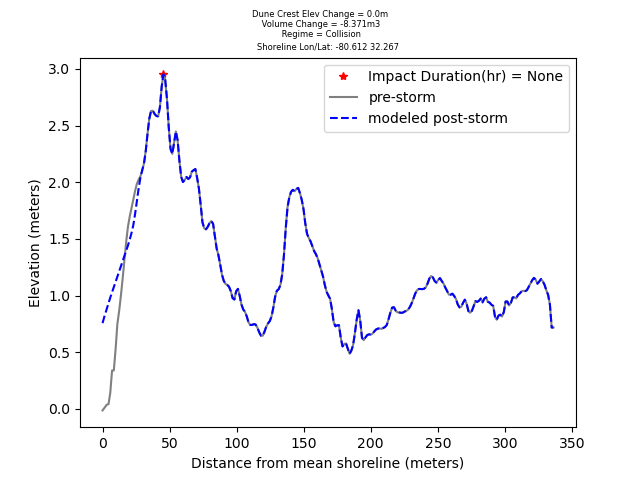 Dune Crest Elev Change = 0.0m
Volume Change = -8.371m3
Regime = Collision
Shoreline Lon/Lat: -80.612 32.267
Impact Duration(hr) = None
pre-storm
modeled post-storm
3.0
2.5
2.0
1.5
1.0
0.5
0.0
Elevation (meters)
0 50 100 150 200 250 300 350
Distance from mean shoreline (meters)